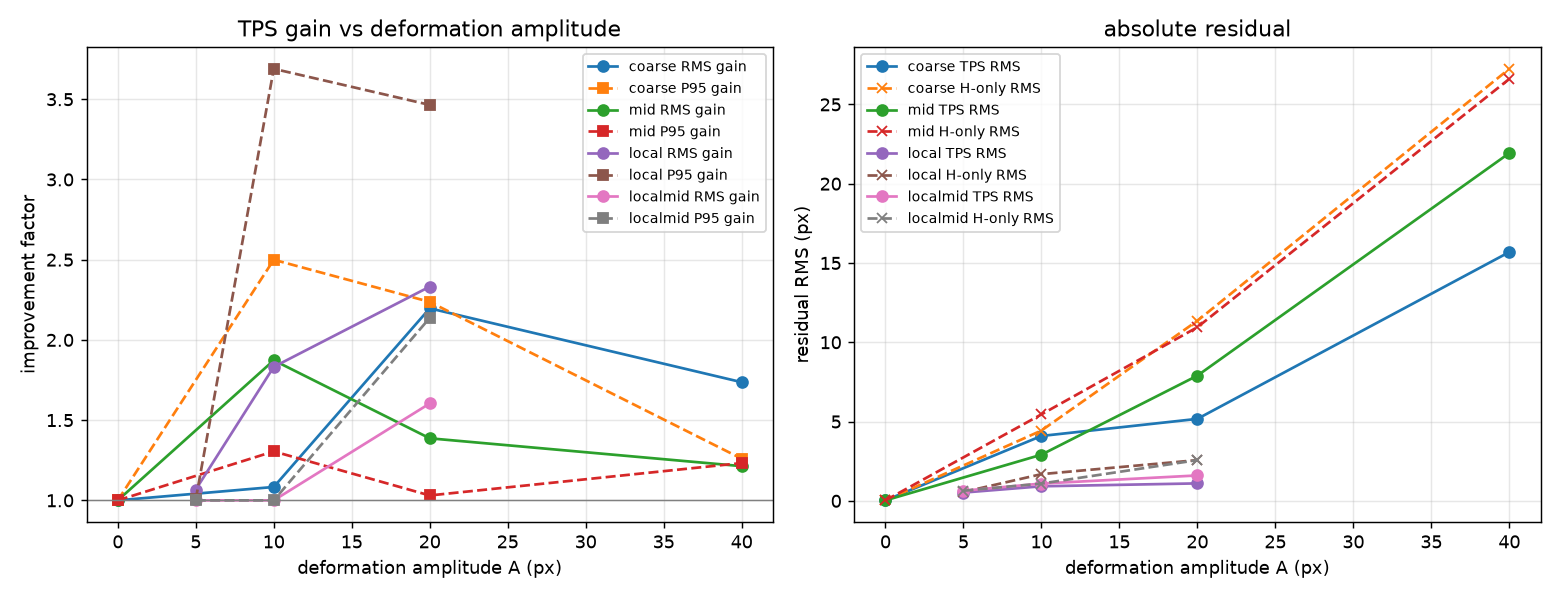 TPS gain vs deformation amplitude
coarse RMS gain
coarse P95 gain
mid RMS gain
mid P95 gain
local RMS gain
local P95 gain
localmid RMS gain
localmid P95 gain
improvement factor
3.5
3.0
2.5
2.0
1.5
1.0
0
5
10
15
20
25
30
35
40
deformation amplitude A (px)
absolute residual
coarse TPS RMS
coarse H-only RMS
mid TPS RMS
mid H-only RMS
local TPS RMS
local H-only RMS
localmid TPS RMS
localmid H-only RMS
residual RMS (px)
25
20
15
10
5
0
0
5
10
15
20
25
30
35
40
deformation amplitude A (px)